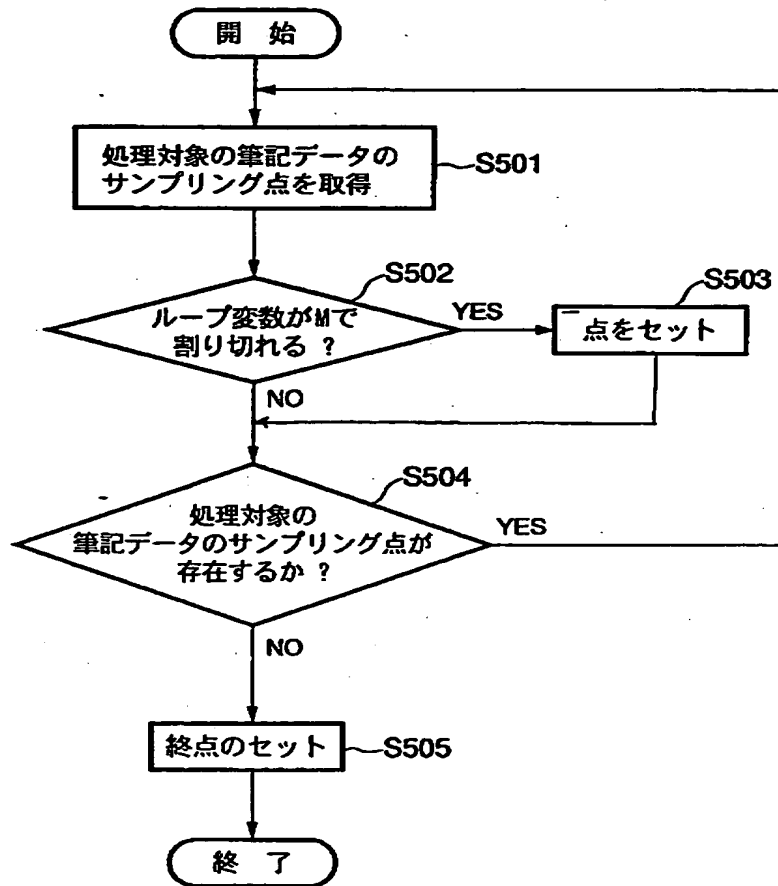 開 始
処理対象の筆記データの
サンプリング点を取得
S501
S502
ループ変数がMで
割り切れる ?
YES
S503
点をセット
NO
S504
処理対象の
筆記データのサンプリング点が
存在するか ?
YES
NO
終点のセット
S505
終 了